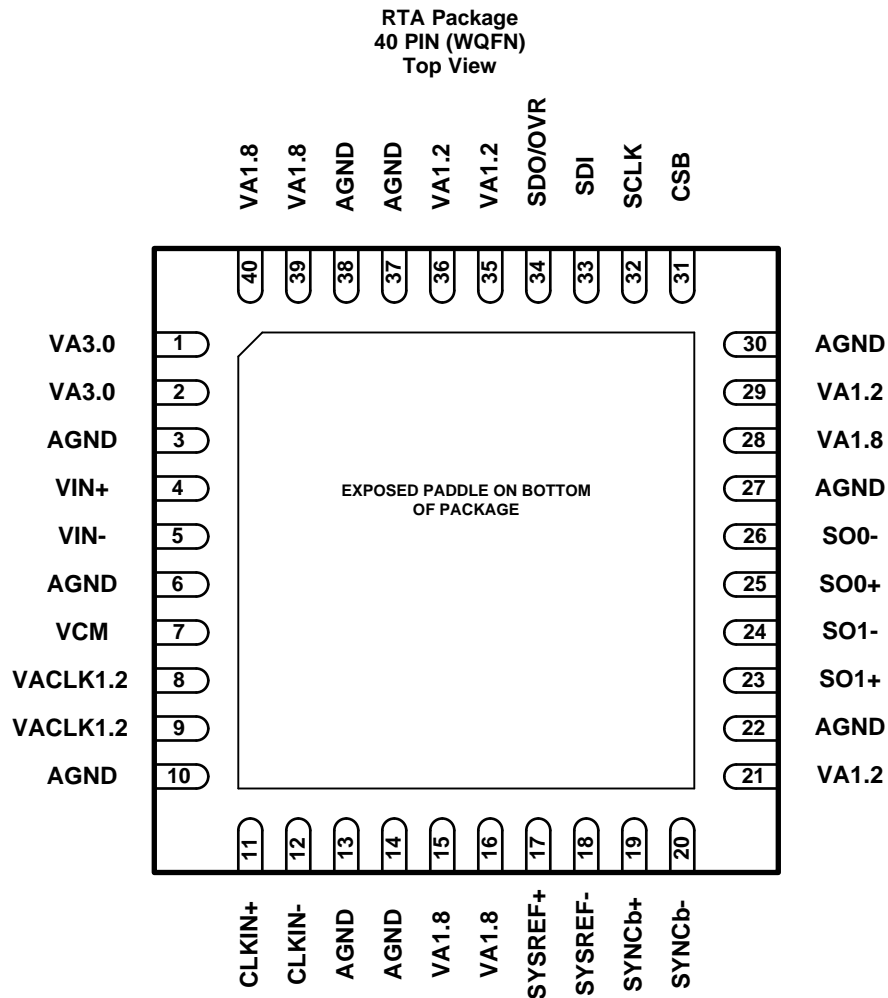 RTA Package
40 PIN (WQFN)
Top View
VA1.8
VA1.8
AGND
AGND
VA1.2
VA1.2
SDO/OVR
SDI
SCLK
CSB
40
39
38
37
36
35
34
33
32
31
VA3.0 1
VA3.0 2
AGND 3
VIN+ 4
VIN- 5
AGND 6
VCM 7
VACLK1.2 8
VACLK1.2 9
AGND 10
EXPOSED PADDLE ON BOTTOM
OF PACKAGE
30 AGND
29 VA1.2
28 VA1.8
27 AGND
26 SO0-
25 SO0+
24 SO1-
23 SO1+
22 AGND
21 VA1.2
11
12
13
14
15
16
17
18
19
20
CLKIN+
CLKIN-
AGND
AGND
VA1.8
VA1.8
SYSREF+
SYSREF-
SYNCb+
SYNCb-